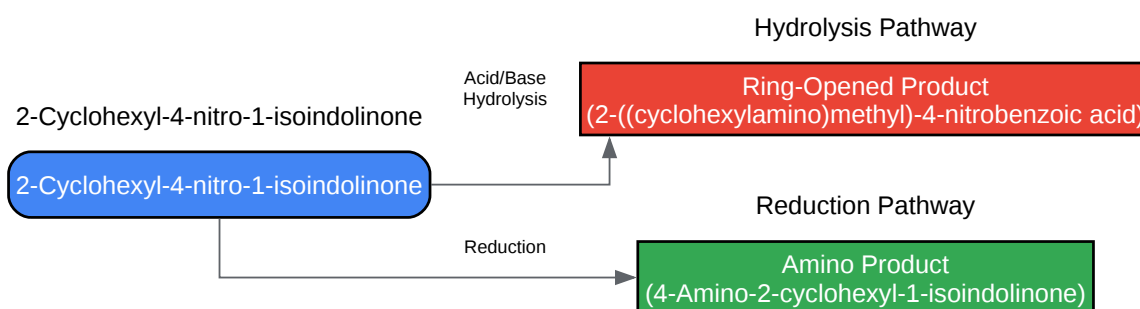 Hydrolysis Pathway
Acid/Base
Hydrolysis
Ring-Opened Product
(2-((cyclohexylamino)methyl)-4-nitrobenzoic acid)
2-Cyclohexyl-4-nitro-1-isoindolinone
2-Cyclohexyl-4-nitro-1-isoindolinone
Reduction Pathway
Reduction
Amino Product
(4-Amino-2-cyclohexyl-1-isoindolinone)